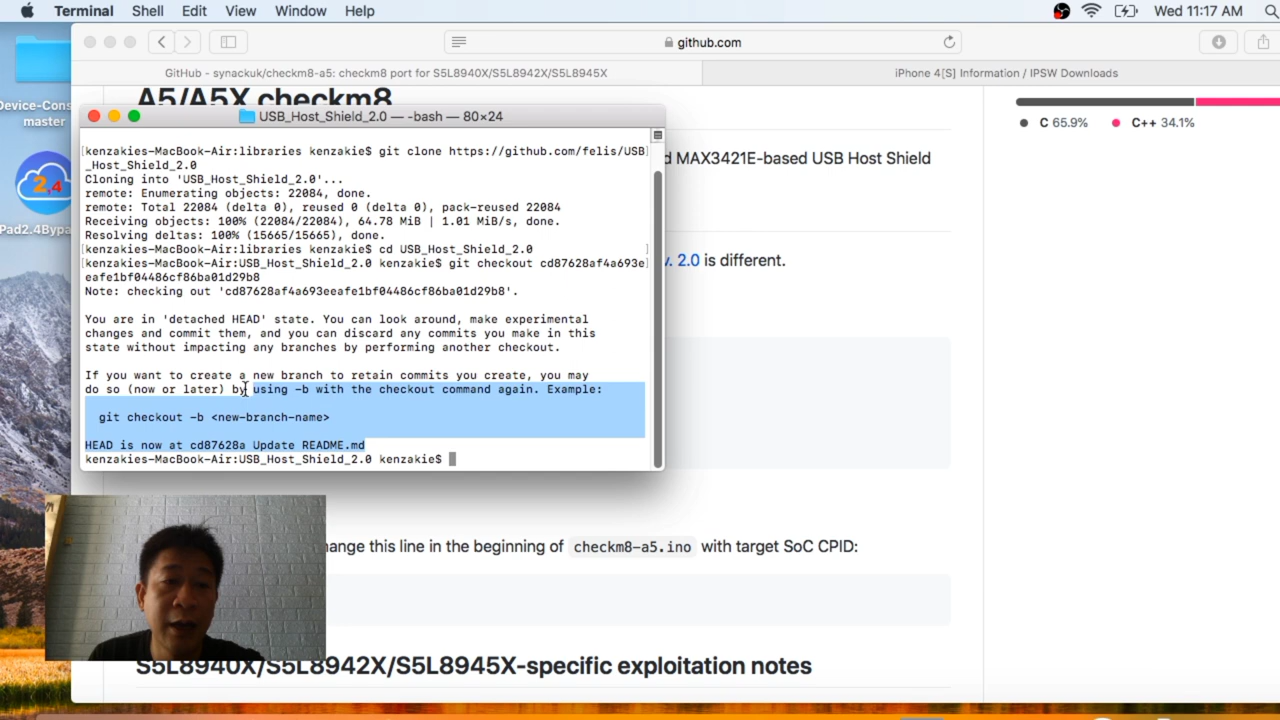 Terminal Shell Edit View Window Help Wed 11:17 AM
github.com
GitHub - synackuk/checkm8-a5: checkm8 port for S5L8940X/S5L8942X/S5L8945X
iPhone 4[S] Information / IPSW Downloads
A5/A5X checkm8
C 65.9% C++ 34.1%
d MAX3421E-based USB Host Shield
2.0 is different.
USB_Host_Shield_2.0 — -bash — 80×24
[kenzakies-MacBook-Air:libraries kenzakie$ git clone https://github.com/felis/USB]
_Host_Shield_2.0
Cloning into 'USB_Host_Shield_2.0'...
remote: Enumerating objects: 22084, done.
remote: Total 22084 (delta 0), reused 0 (delta 0), pack-reused 22084
Receiving objects: 100% (22084/22084), 64.78 MiB | 1.01 MiB/s, done.
Resolving deltas: 100% (15665/15665), done.
[kenzakies-MacBook-Air:libraries kenzakie$ cd USB_Host_Shield_2.0 ]
[kenzakies-MacBook-Air:USB_Host_Shield_2.0 kenzakie$ git checkout cd87628af4a693e]
eafe1bf04486cf86ba01d29b8
Note: checking out 'cd87628af4a693eeafe1bf04486cf86ba01d29b8'.
You are in 'detached HEAD' state. You can look around, make experimental
changes and commit them, and you can discard any commits you make in this
state without impacting any branches by performing another checkout.
If you want to create a new branch to retain commits you create, you may
do so (now or later) by using -b with the checkout command again. Example:
git checkout -b <new-branch-name>
HEAD is now at cd87628a Update README.md
kenzakies-MacBook-Air:USB_Host_Shield_2.0 kenzakie$
ange this line in the beginning of checkm8-a5.ino with target SoC CPID:
S5L8940X/S5L8942X/S5L8945X-specific exploitation notes
Device-Cons
master
2,4
Pad2.4Bypa